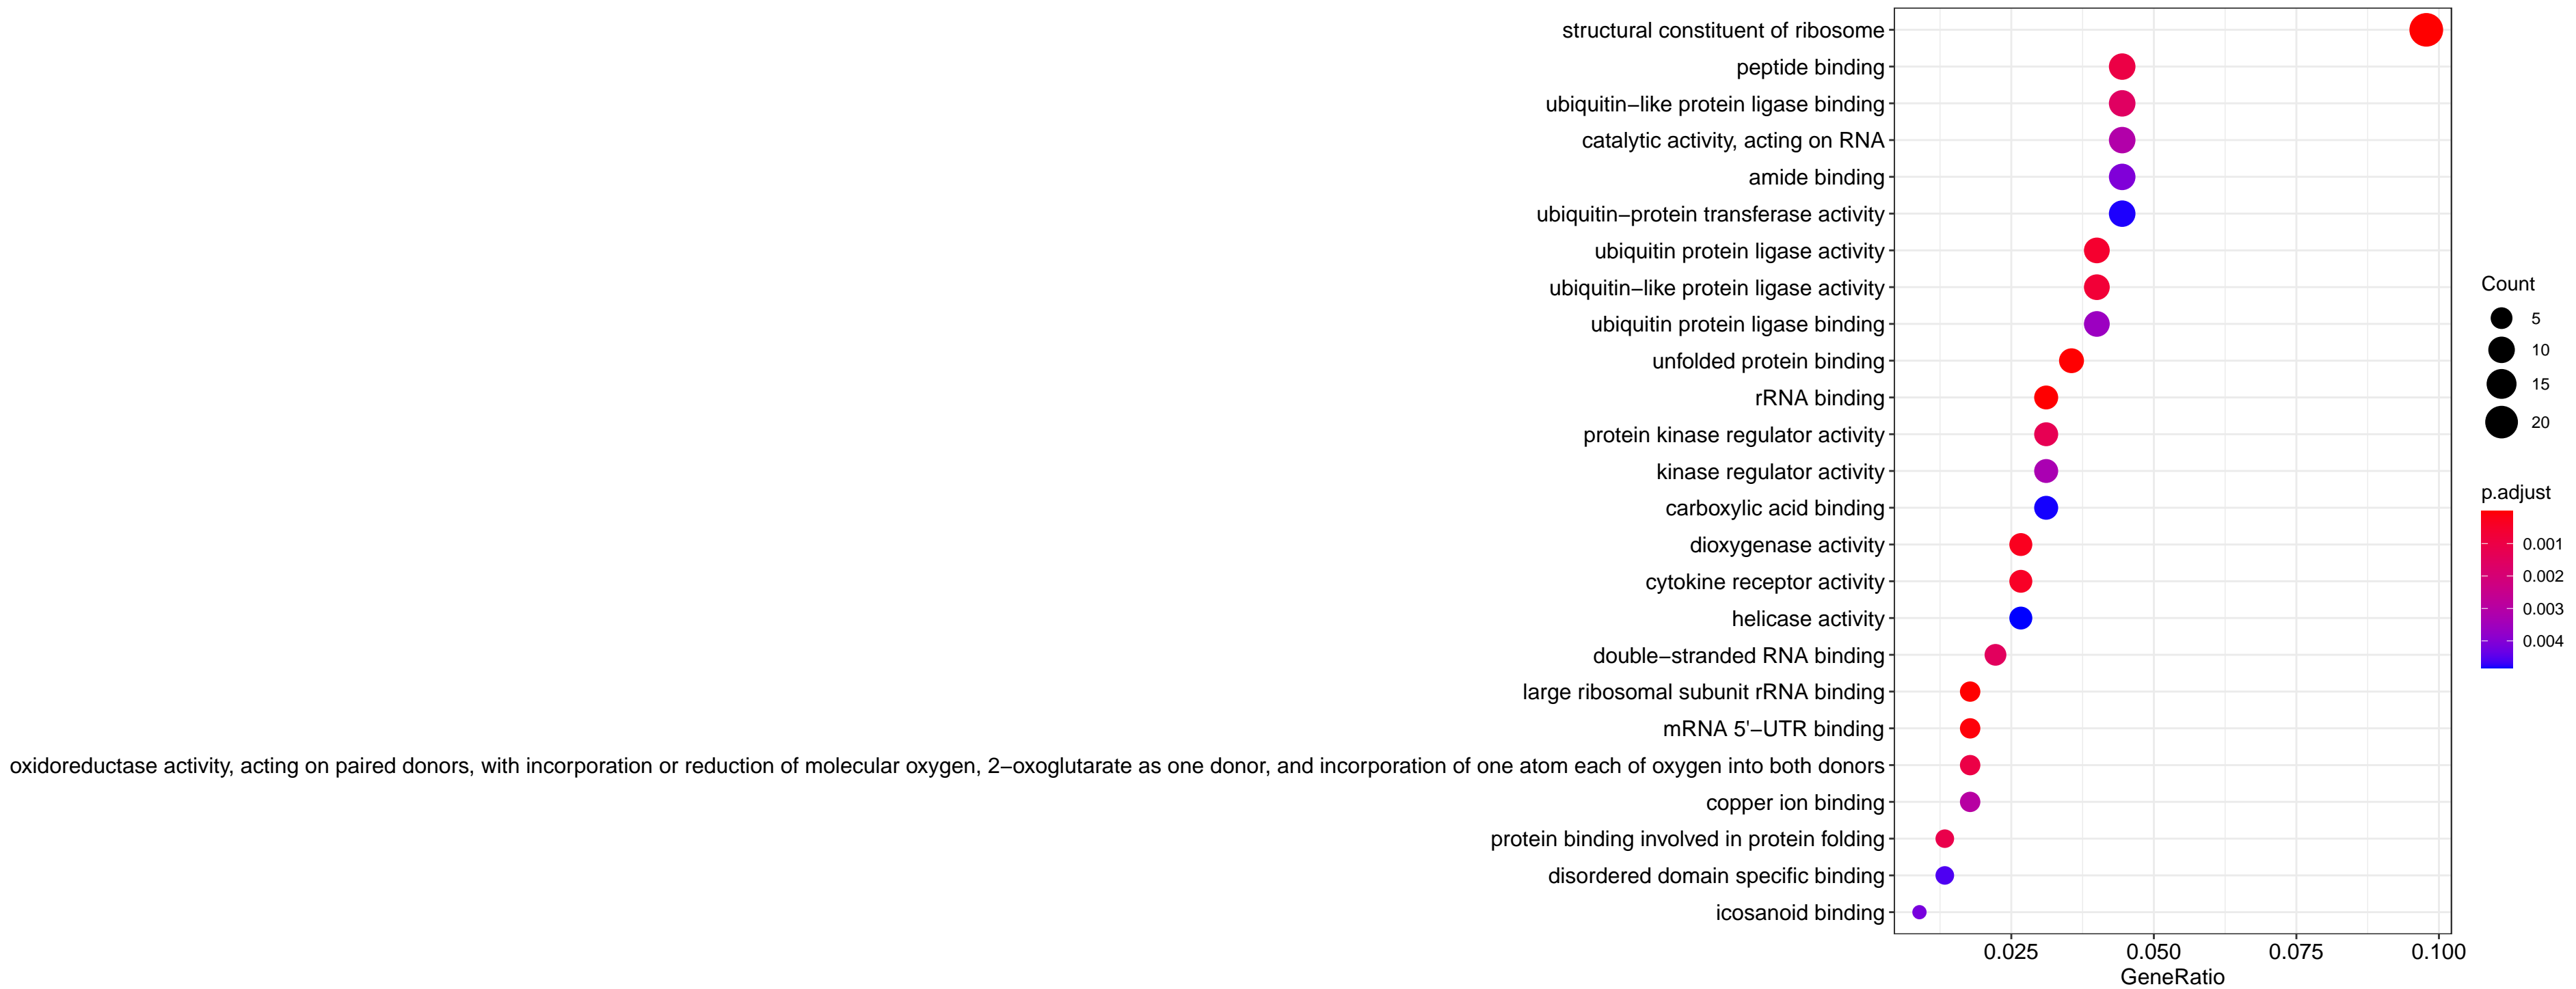 structural constituent of ribosome
peptide binding
ubiquitin−like protein ligase binding
catalytic activity, acting on RNA
amide binding
ubiquitin−protein transferase activity
ubiquitin protein ligase activity
ubiquitin−like protein ligase activity
ubiquitin protein ligase binding
unfolded protein binding
rRNA binding
protein kinase regulator activity
kinase regulator activity
carboxylic acid binding
dioxygenase activity
cytokine receptor activity
helicase activity
double−stranded RNA binding
large ribosomal subunit rRNA binding
mRNA 5'−UTR binding
oxidoreductase activity, acting on paired donors, with incorporation or reduction of molecular oxygen, 2−oxoglutarate as one donor, and incorporation of one atom each of oxygen into both donors
copper ion binding
protein binding involved in protein folding
disordered domain specific binding
icosanoid binding
0.025 0.050 0.075 0.100
GeneRatio
Count
5
10
15
20
p.adjust
0.001
0.002
0.003
0.004